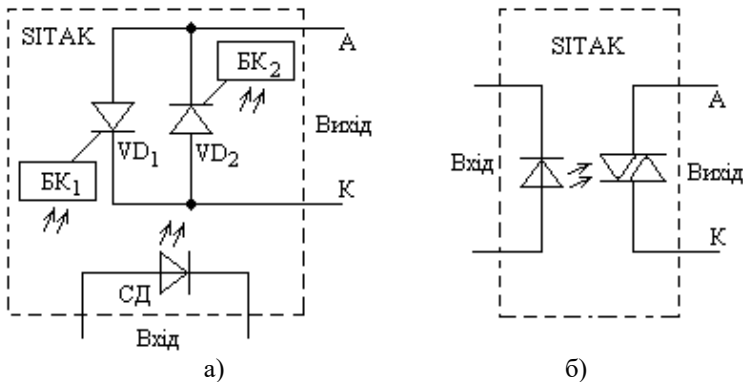 SITAK
БК₂
А
VD₁
VD₂
Вихід
БК₁
К
СД
Вхід
а)
SITAK
А
Вхід
Вихід
К
б)